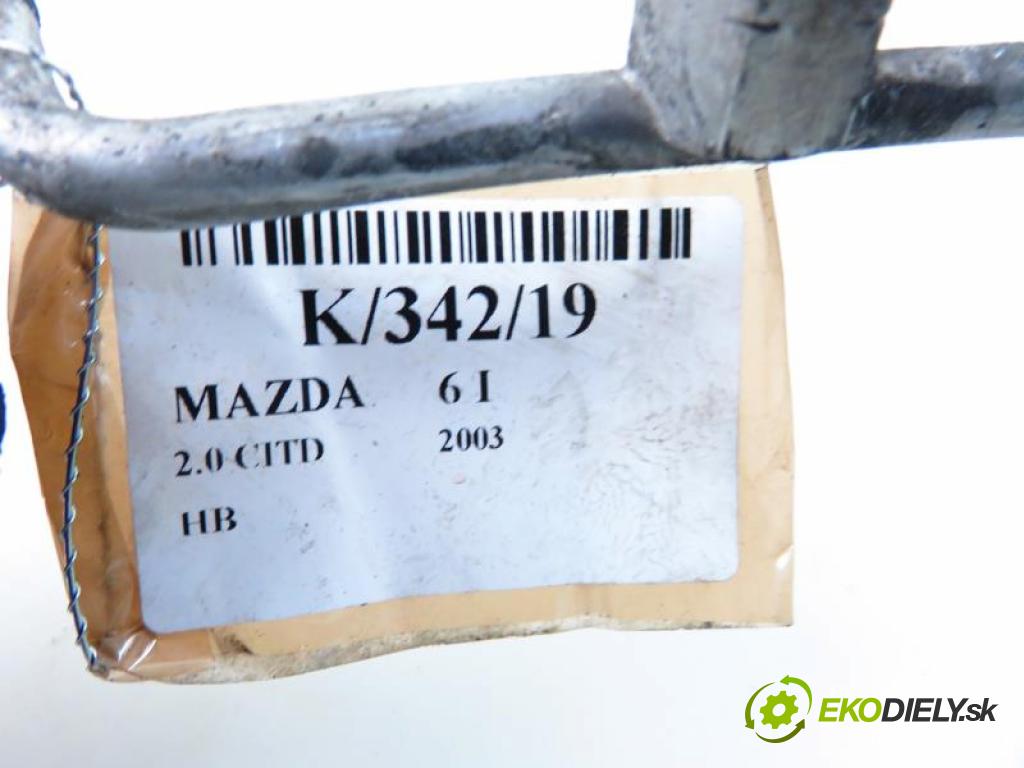 K/342/19
MAZDA 6 I
2.0 CITD 2003
HB
EKODIELY.sk